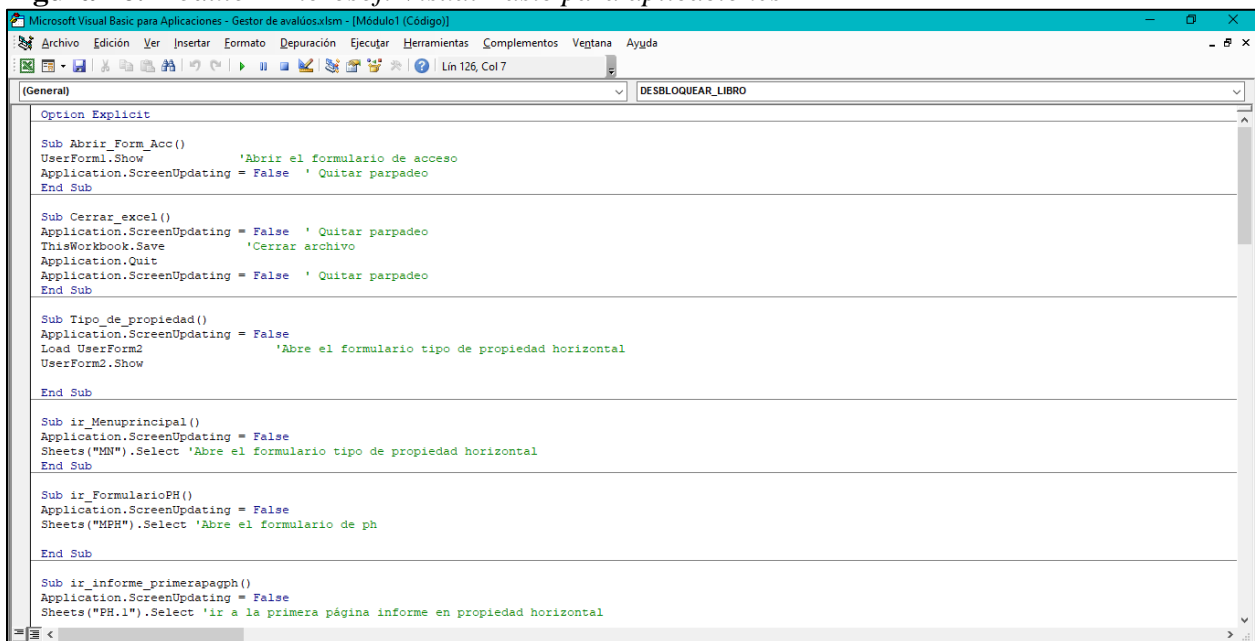 Microsoft Visual Basic para Aplicaciones - Gestor de avalúos.xlsm - [Módulo1 (Código)]
Archivo Edición Ver Insertar Formato Depuración Ejecutar Herramientas Complementos Ventana Ayuda
Lín 126, Col 7
(General) DESBLOQUEAR_LIBRO
Option Explicit
Sub Abrir_Form_Acc()
UserForm1.Show 'Abrir el formulario de acceso
Application.ScreenUpdating = False ' Quitar parpadeo
End Sub
Sub Cerrar_excel()
Application.ScreenUpdating = False ' Quitar parpadeo
ThisWorkbook.Save 'Cerrar archivo
Application.Quit
Application.ScreenUpdating = False ' Quitar parpadeo
End Sub
Sub Tipo_de_propiedad()
Application.ScreenUpdating = False
Load UserForm2 'Abre el formulario tipo de propiedad horizontal
UserForm2.Show
End Sub
Sub ir_Menuprincipal()
Application.ScreenUpdating = False
Sheets("MN").Select 'Abre el formulario tipo de propiedad horizontal
End Sub
Sub ir_FormularioPH()
Application.ScreenUpdating = False
Sheets("MPH").Select 'Abre el formulario de ph
End Sub
Sub ir_informe_primerapagph()
Application.ScreenUpdating = False
Sheets("PH.1").Select 'ir a la primera página informe en propiedad horizontal